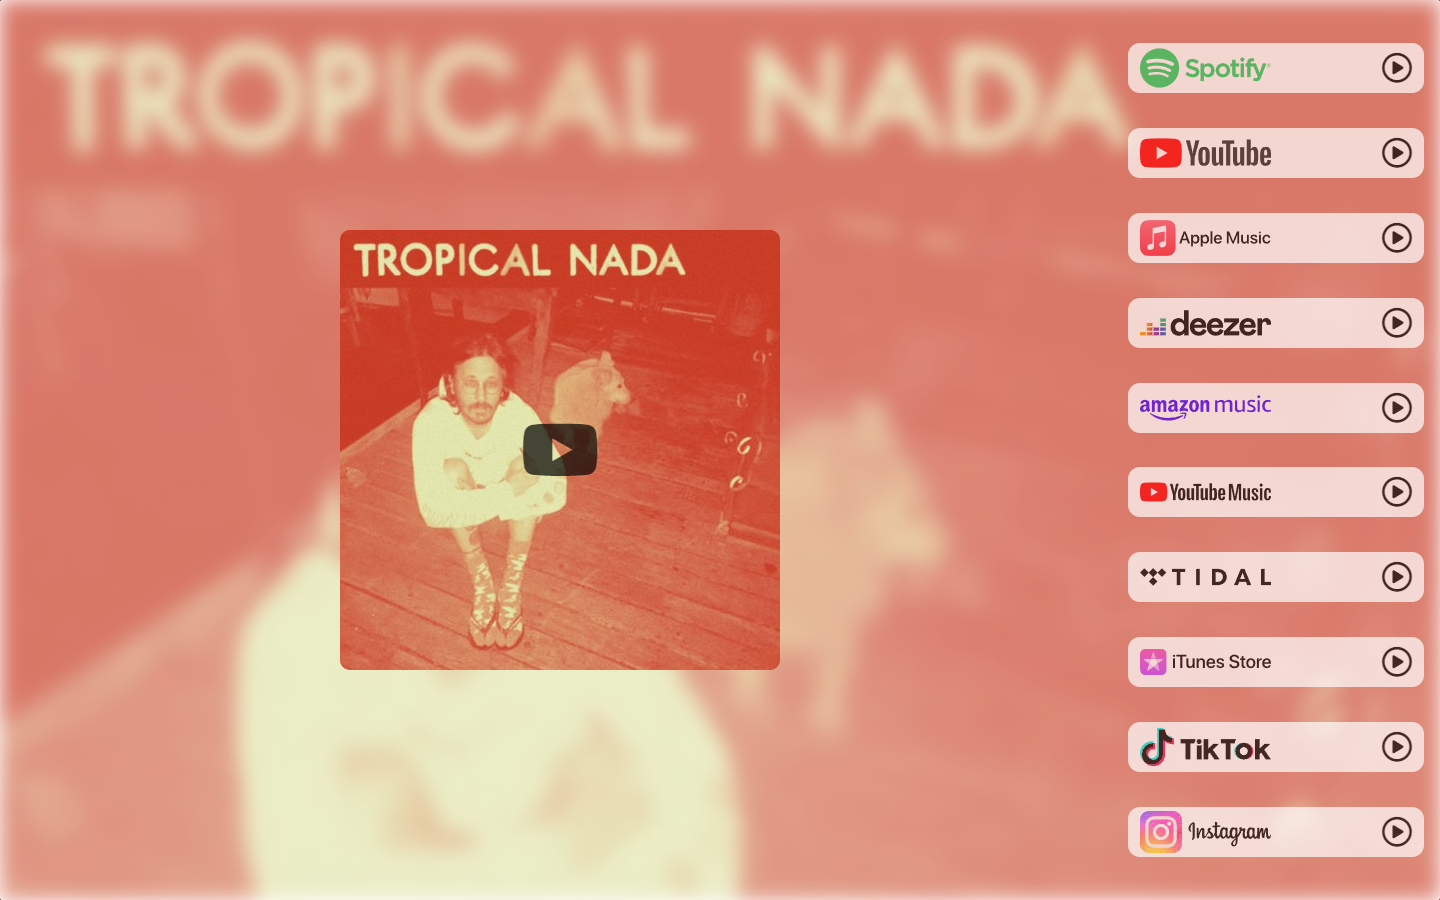 TROPICAL NADA
TROPICAL NADA
Spotify
YouTube
Apple Music
deezer
amazon music
YouTube Music
TIDAL
iTunes Store
TikTok
Instagram